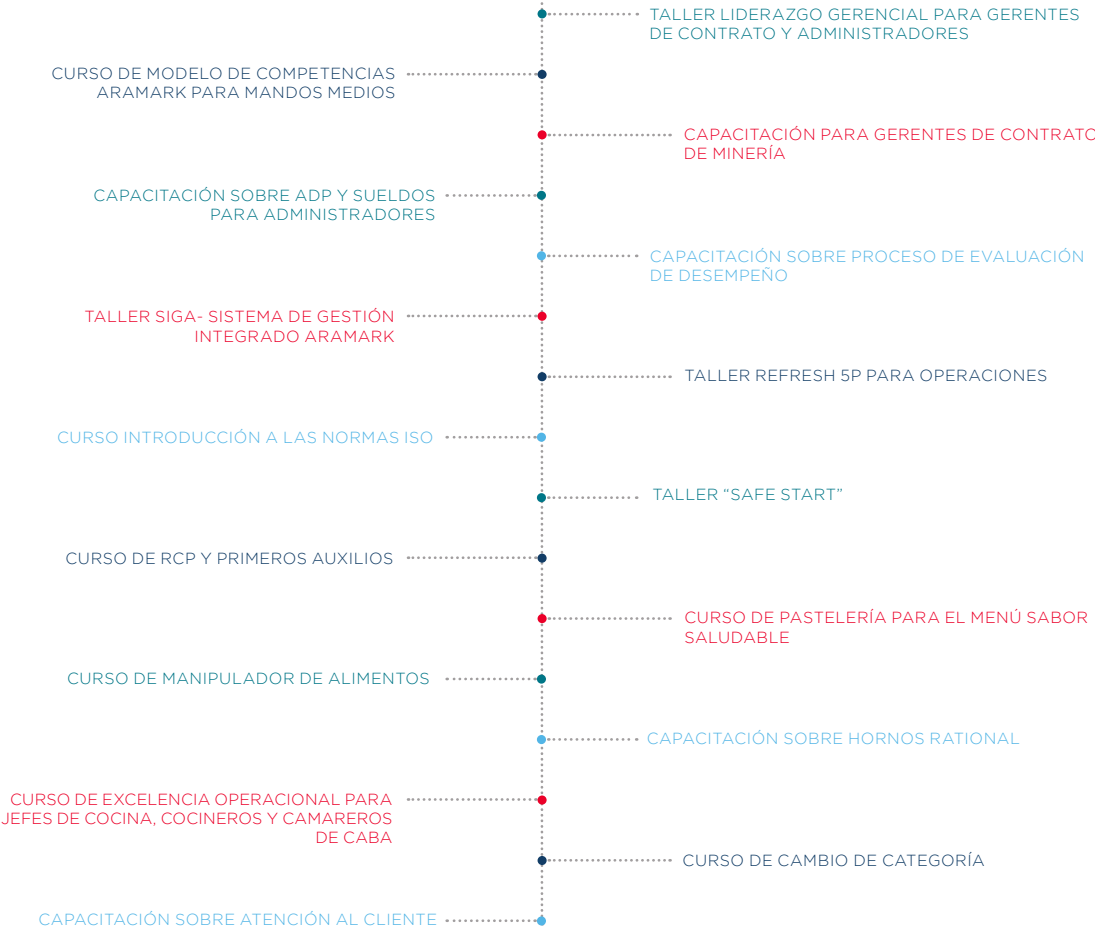 TALLER LIDERAZGO GERENCIAL PARA GERENTES
DE CONTRATO Y ADMINISTRADORES
CURSO DE MODELO DE COMPETENCIAS
ARAMARK PARA MANDOS MEDIOS
CAPACITACIÓN PARA GERENTES DE CONTRATO
DE MINERÍA
CAPACITACIÓN SOBRE ADP Y SUELDOS
PARA ADMINISTRADORES
CAPACITACIÓN SOBRE PROCESO DE EVALUACIÓN
DE DESEMPEÑO
TALLER SIGA- SISTEMA DE GESTIÓN
INTEGRADO ARAMARK
TALLER REFRESH 5P PARA OPERACIONES
CURSO INTRODUCCIÓN A LAS NORMAS ISO
TALLER “SAFE START”
CURSO DE RCP Y PRIMEROS AUXILIOS
CURSO DE PASTELERÍA PARA EL MENÚ SABOR
SALUDABLE
CURSO DE MANIPULADOR DE ALIMENTOS
CAPACITACIÓN SOBRE HORNOS RATIONAL
CURSO DE EXCELENCIA OPERACIONAL PARA
JEFES DE COCINA, COCINEROS Y CAMAREROS
DE CABA
CURSO DE CAMBIO DE CATEGORÍA
CAPACITACIÓN SOBRE ATENCIÓN AL CLIENTE